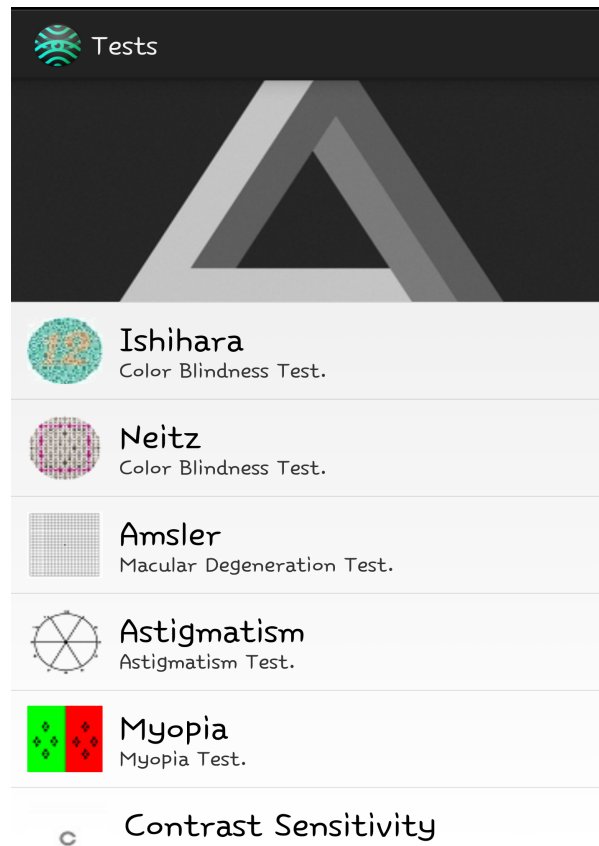 Tests
12
Ishihara
Color Blindness Test.
Neitz
Color Blindness Test.
Amsler
Macular Degeneration Test.
Astigmatism
Astigmatism Test.
Myopia
Myopia Test.
Contrast Sensitivity
C